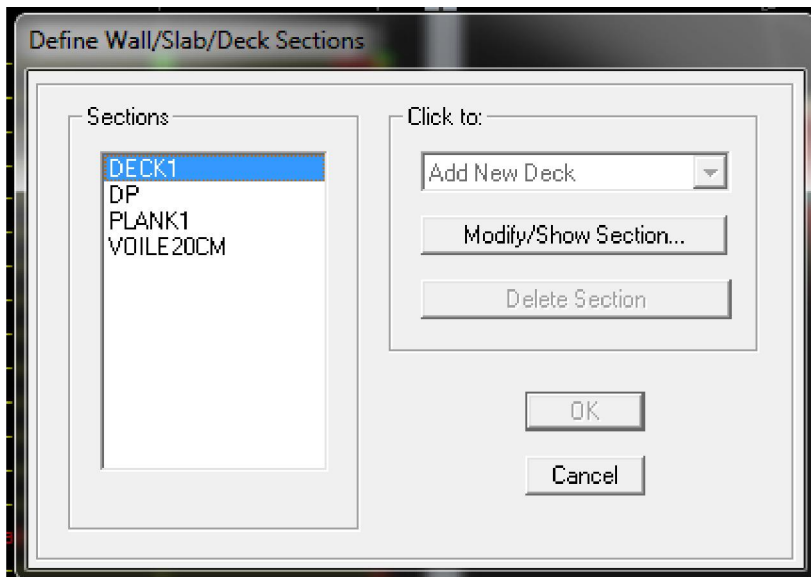 Define Wall/Slab/Deck Sections
Sections
DECK1
DP
PLANK1
VOILE20CM
Click to:
Add New Deck
Modify/Show Section...
Delete Section
OK
Cancel